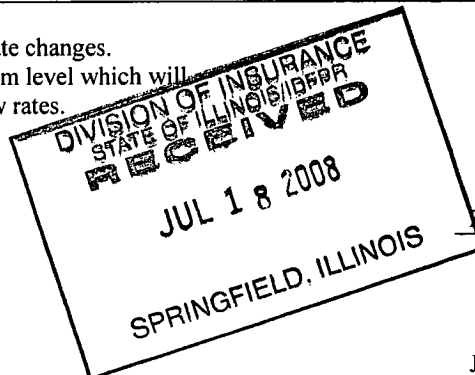 te changes.
m level which will
w rates.
DIVISION OF INSURANCE
STATE OF ILLINOIS/IDFPR
RECEIVED
JUL 18 2008
SPRINGFIELD, ILLINOIS
J